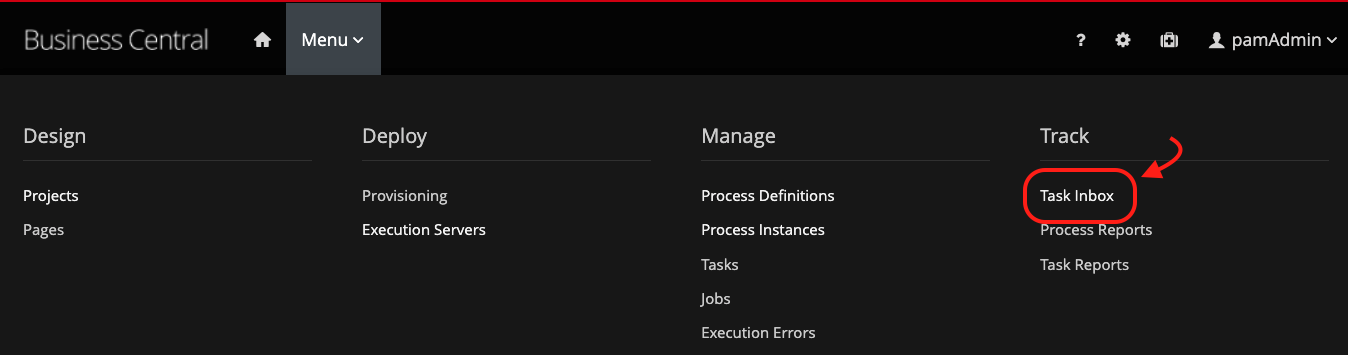 Business Central Menu ? pamAdmin
Design
Projects
Pages
Deploy
Provisioning
Execution Servers
Manage
Process Definitions
Process Instances
Tasks
Jobs
Execution Errors
Track
Task Inbox
Process Reports
Task Reports